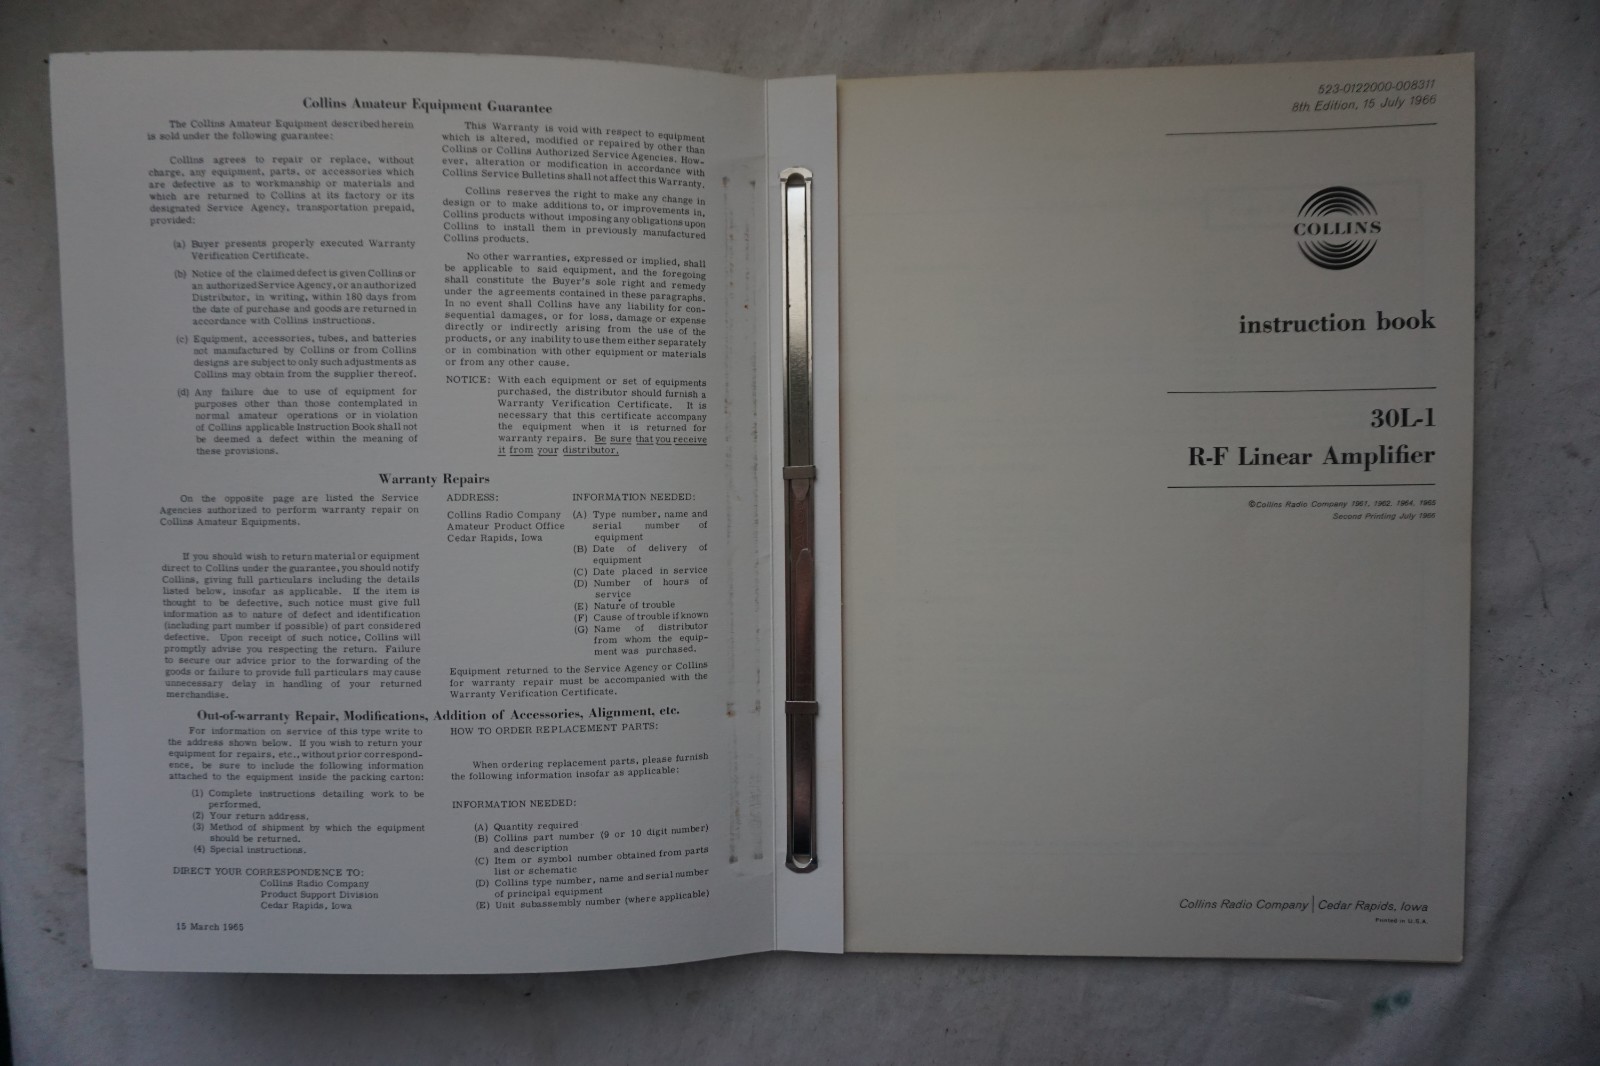 Collins Amateur Equipment Guarantee
The Collins Amateur Equipment described herein
is sold under the following guarantee:
Collins agrees to repair or replace, without
charge, any equipment, parts, or accessories which
are defective as to workmanship or materials and
which are returned to Collins at its factory or its
designated Service Agency, transportation prepaid,
provided:
(a) Buyer presents properly executed Warranty
Verification Certificate.
(b) Notice of the claimed defect is given Collins or
an authorized Service Agency, or an authorized
Distributor, in writing, within 180 days from
the date of purchase and goods are returned in
accordance with Collins instructions.
(c) Equipment, accessories, tubes, and batteries
not manufactured by Collins or from Collins
designs are subject to only such adjustments as
Collins may obtain from the supplier thereof.
(d) Any failure due to use of equipment for
purposes other than those contemplated in
normal amateur operations or in violation
of Collins applicable Instruction Book shall not
be deemed a defect within the meaning of
these provisions.
This Warranty is void with respect to equipment
which is altered, modified or repaired by other than
Collins or Collins Authorized Service Agencies. How-
ever, alteration or modification in accordance with
Collins Service Bulletins shall not affect this Warranty.
Collins reserves the right to make any change in
design or to make additions to, or improvements in,
Collins products without imposing any obligations upon
Collins to install them in previously manufactured
Collins products.
No other warranties, expressed or implied, shall
be applicable to said equipment, and the foregoing
shall constitute the Buyer's sole right and remedy
under the agreements contained in these paragraphs.
In no event shall Collins have any liability for con-
sequential damages, or for loss, damage or expense
directly or indirectly arising from the use of the
products, or any inability to use them either separately
or in combination with other equipment or materials
or from any other cause.
NOTICE: With each equipment or set of equipments
purchased, the distributor should furnish a
Warranty Verification Certificate. It is
necessary that this certificate accompany
the equipment when it is returned for
warranty repairs. Be sure that you receive
it from your distributor.
Warranty Repairs
On the opposite page are listed the Service
Agencies authorized to perform warranty repair on
Collins Amateur Equipments.
If you should wish to return material or equipment
direct to Collins under the guarantee, you should notify
Collins, giving full particulars including the details
listed below, insofar as applicable. If the item is
thought to be defective, such notice must give full
information as to nature of defect and identification
(including part number if possible) of part considered
defective. Upon receipt of such notice, Collins will
promptly advise you respecting the return. Failure
to secure our advice prior to the forwarding of the
goods or failure to provide full particulars may cause
unnecessary delay in handling of your returned
merchandise.
ADDRESS:
Collins Radio Company
Amateur Product Office
Cedar Rapids, Iowa
INFORMATION NEEDED:
(A) Type number, name and
serial number of
equipment
(B) Date of delivery of
equipment
(C) Date placed in service
(D) Number of hours of
service
(E) Nature of trouble
(F) Cause of trouble if known
(G) Name of distributor
from whom the equip-
ment was purchased.
Equipment returned to the Service Agency or Collins
for warranty repair must be accompanied with the
Warranty Verification Certificate.
Out-of-warranty Repair, Modifications, Addition of Accessories, Alignment, etc.
For information on service of this type write to
the address shown below. If you wish to return your
equipment for repairs, etc., without prior correspond-
ence, be sure to include the following information
attached to the equipment inside the packing carton:
(1) Complete instructions detailing work to be
performed.
(2) Your return address.
(3) Method of shipment by which the equipment
should be returned.
(4) Special instructions.
DIRECT YOUR CORRESPONDENCE TO:
Collins Radio Company
Product Support Division
Cedar Rapids, Iowa
15 March 1965
HOW TO ORDER REPLACEMENT PARTS:
When ordering replacement parts, please furnish
the following information insofar as applicable:
INFORMATION NEEDED:
(A) Quantity required
(B) Collins part number (9 or 10 digit number)
and description
(C) Item or symbol number obtained from parts
list or schematic
(D) Collins type number, name and serial number
of principal equipment
(E) Unit subassembly number (where applicable)
523-0122000-008311
8th Edition, 15 July 1966
COLLINS
instruction book
30L-1
R-F Linear Amplifier
©Collins Radio Company 1961, 1962, 1964, 1965
Second Printing July 1966
Collins Radio Company | Cedar Rapids, Iowa
Printed in U.S.A.